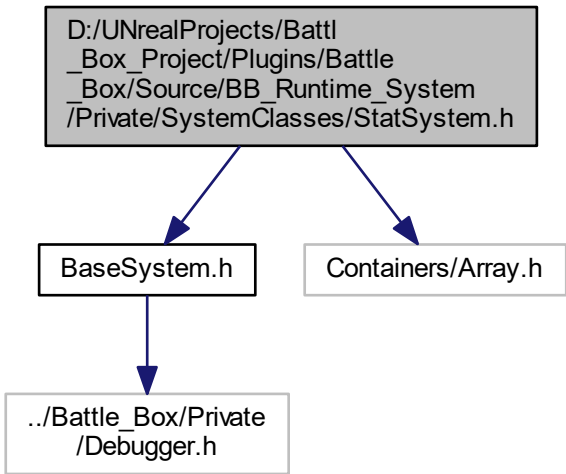 D:/UNrealProjects/Battl
_Box_Project/Plugins/Battle
_Box/Source/BB_Runtime_System
/Private/SystemClasses/StatSystem.h
BaseSystem.h
Containers/Array.h
../Battle_Box/Private
/Debugger.h